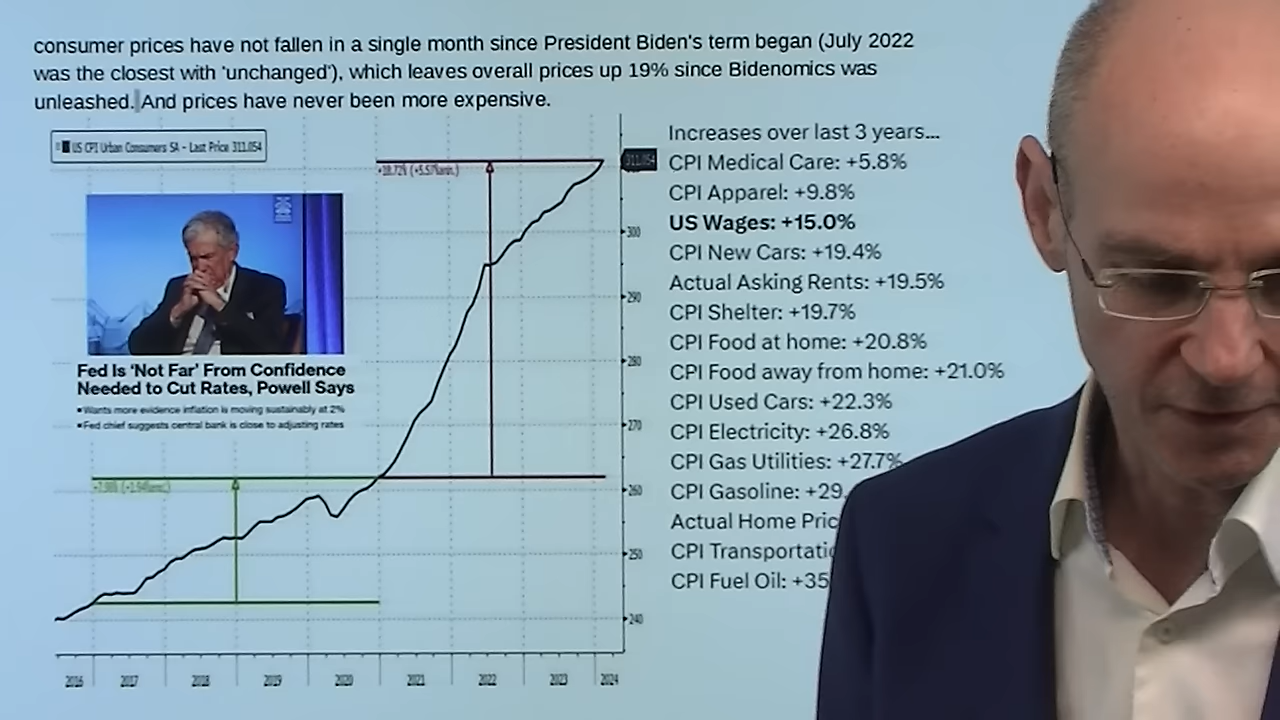 consumer prices have not fallen in a single month since President Biden's term began (July 2022
was the closest with 'unchanged'), which leaves overall prices up 19% since Bidenomics was
unleashed. And prices have never been more expensive.
US CPI Urban Consumers SA - Last Price 311.054
+18.72% (+5.57%ann.)
311.054
300
290
280
270
260
250
240
Fed Is 'Not Far' From Confidence
Needed to Cut Rates, Powell Says
▪Wants more evidence inflation is moving sustainably at 2%
▪Fed chief suggests central bank is close to adjusting rates
2016 2017 2018 2019 2020 2021 2022 2023 2024
Increases over last 3 years...
CPI Medical Care: +5.8%
CPI Apparel: +9.8%
US Wages: +15.0%
CPI New Cars: +19.4%
Actual Asking Rents: +19.5%
CPI Shelter: +19.7%
CPI Food at home: +20.8%
CPI Food away from home: +21.0%
CPI Used Cars: +22.3%
CPI Electricity: +26.8%
CPI Gas Utilities: +27.7%
CPI Gasoline: +29.
Actual Home Pric
CPI Transportatio
CPI Fuel Oil: +35